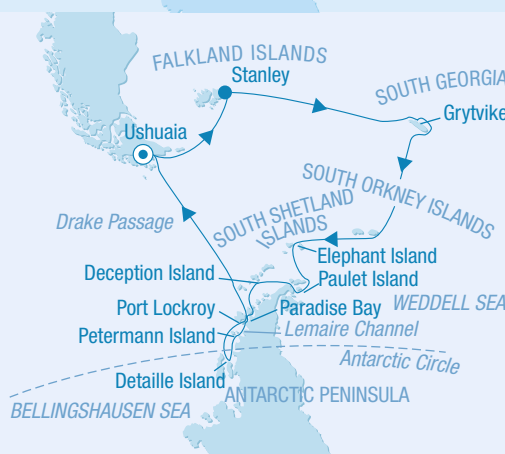 FALKLAND ISLANDS
Stanley
SOUTH GEORGIA
Grytvike
Ushuaia
SOUTH ORKNEY ISLANDS
SOUTH SHETLAND
ISLANDS
Drake Passage
Elephant Island
Deception Island
Paulet Island
Port Lockroy
Paradise Bay
WEDDELL SEA
Petermann Island
Lemaire Channel
Antarctic Circle
Detaille Island
ANTARCTIC PENINSULA
BELLINGSHAUSEN SEA